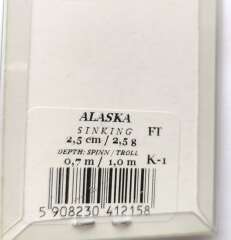 ALASKA
SINKING FT
2,5 cm / 2,5 g
DEPTH: SPINN / TROLL
0,7 m / 1,0 m K-1
5 908230 412158